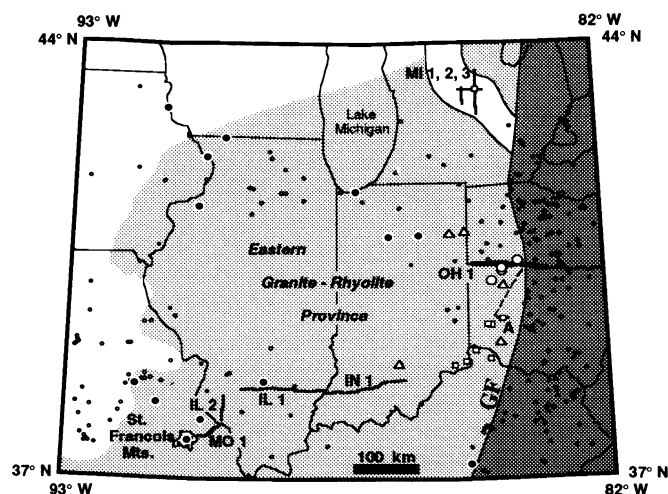 93° W
82° W
44° N
44° N
MI 1, 2, 3
Lake
Michigan
Eastern
Granite - Rhyolite
Province
OH 1
A
GF
IN 1
IL 1
IL 2
MO 1
St.
Francois
Mts.
100 km
37° N
37° N
93° W
82° W